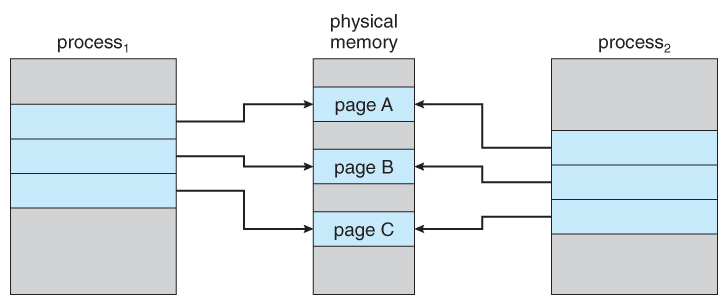 process₁
physical
memory
process₂
page A
page B
page C